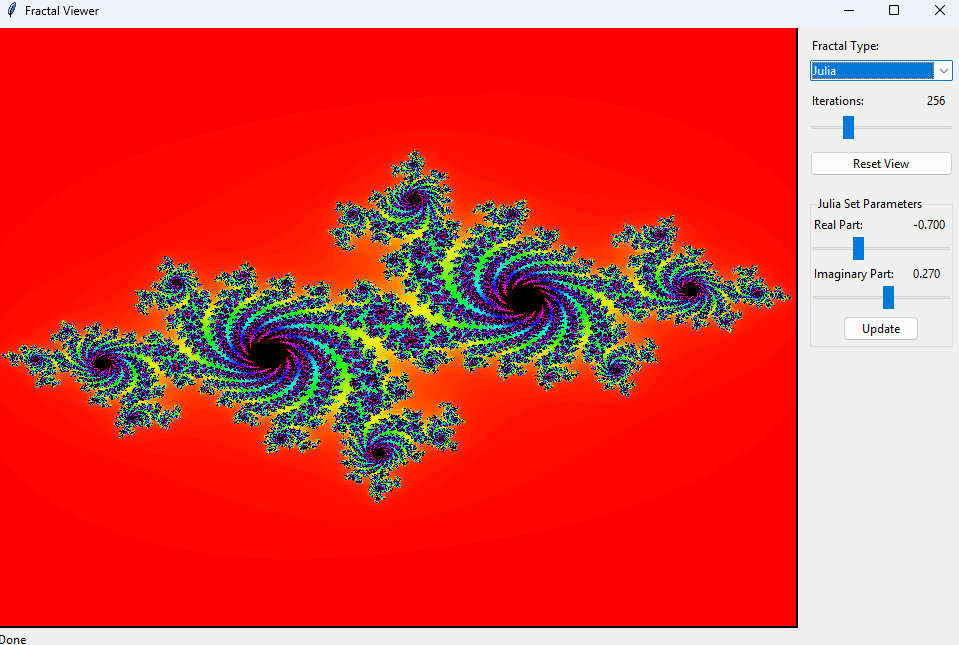 Fractal Viewer
Fractal Type:
Julia
Iterations: 256
Reset View
Julia Set Parameters
Real Part: -0.700
Imaginary Part: 0.270
Update
Done